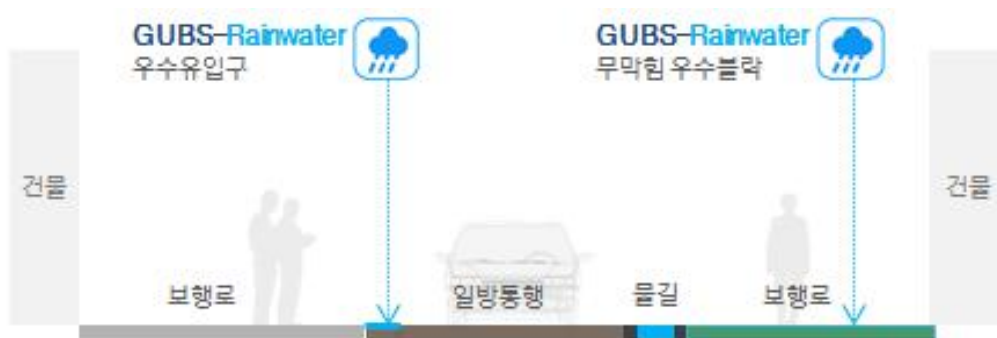 GUBS-Rainwater
우수유입구
GUBS-Rainwater
무막힘 우수블락
건물
건물
보행로
일방통행
물길
보행로